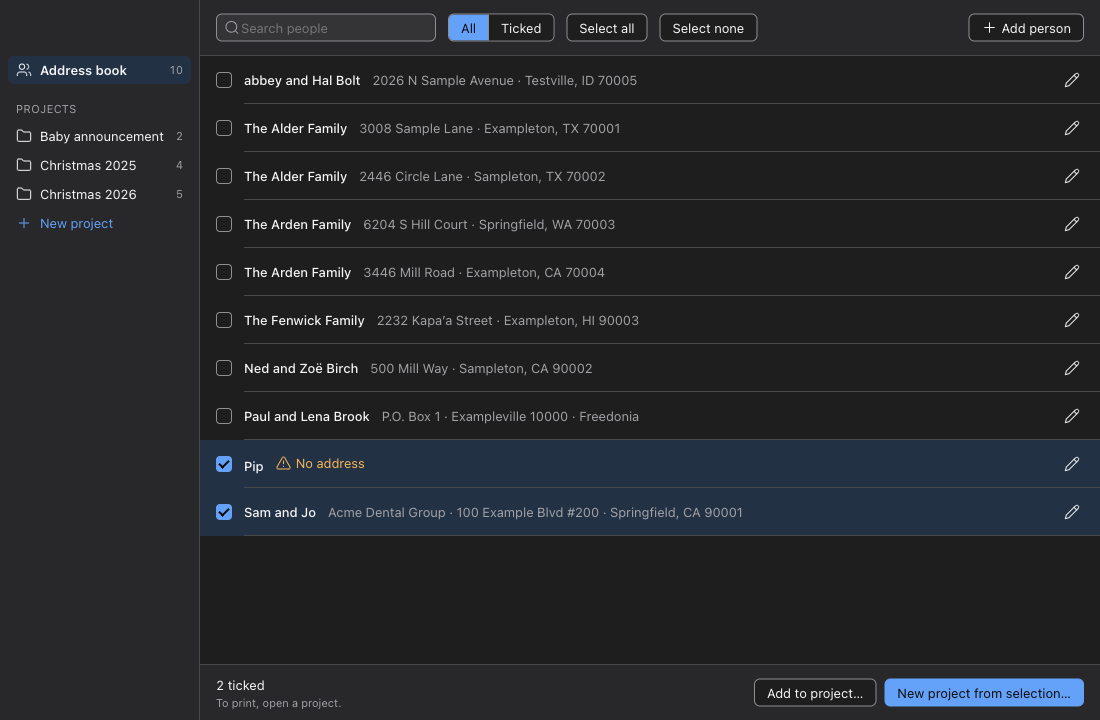 Search people
All
Ticked
Select all
Select none
Add person
Address book 10
PROJECTS
Baby announcement 2
Christmas 2025 4
Christmas 2026 5
New project
abbey and Hal Bolt 2026 N Sample Avenue · Testville, ID 70005
The Alder Family 3008 Sample Lane · Exampleton, TX 70001
The Alder Family 2446 Circle Lane · Sampleton, TX 70002
The Arden Family 6204 S Hill Court · Springfield, WA 70003
The Arden Family 3446 Mill Road · Exampleton, CA 70004
The Fenwick Family 2232 Kapaʻa Street · Exampleton, HI 90003
Ned and Zoë Birch 500 Mill Way · Sampleton, CA 90002
Paul and Lena Brook P.O. Box 1 · Exampleville 10000 · Freedonia
Pip No address
Sam and Jo Acme Dental Group · 100 Example Blvd #200 · Springfield, CA 90001
2 ticked
To print, open a project.
Add to project…
New project from selection…